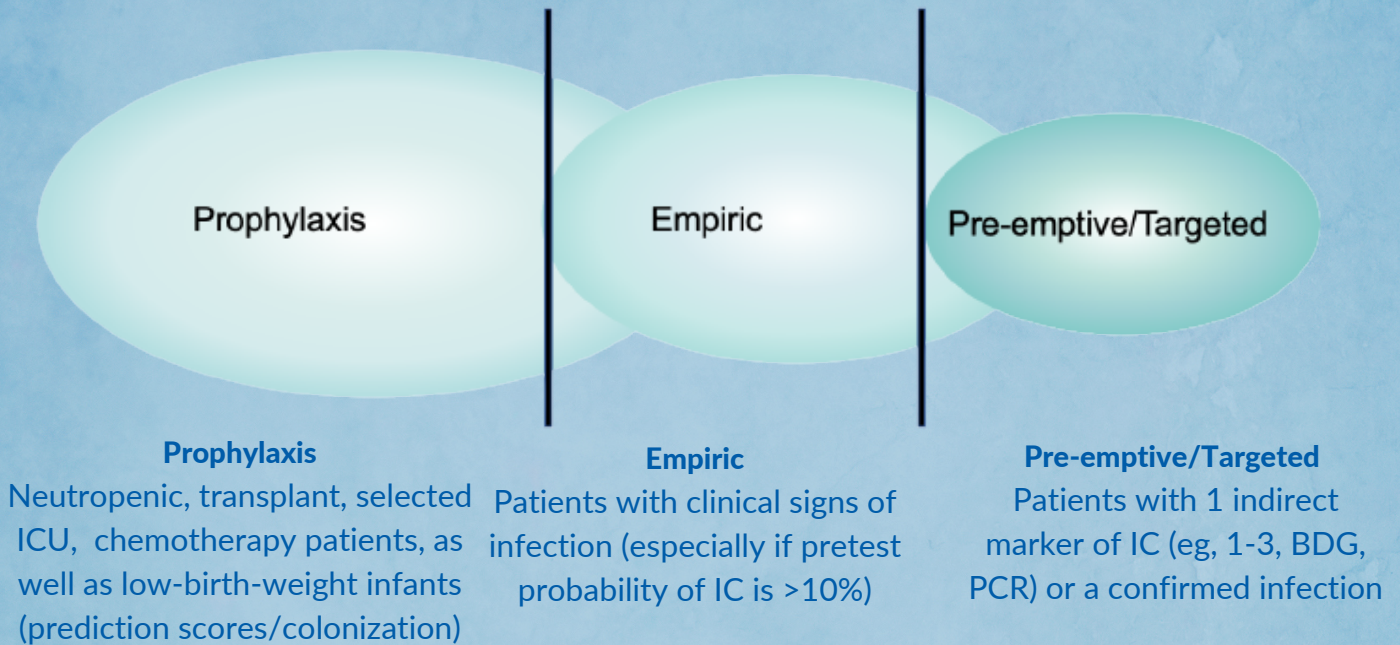 Prophylaxis
Empiric
Pre-emptive/Targeted
Prophylaxis
Neutropenic, transplant, selected
ICU, chemotherapy patients, as
well as low-birth-weight infants
(prediction scores/colonization)
Empiric
Patients with clinical signs of
infection (especially if pretest
probability of IC is >10%)
Pre-emptive/Targeted
Patients with 1 indirect
marker of IC (eg, 1-3, BDG,
PCR) or a confirmed infection